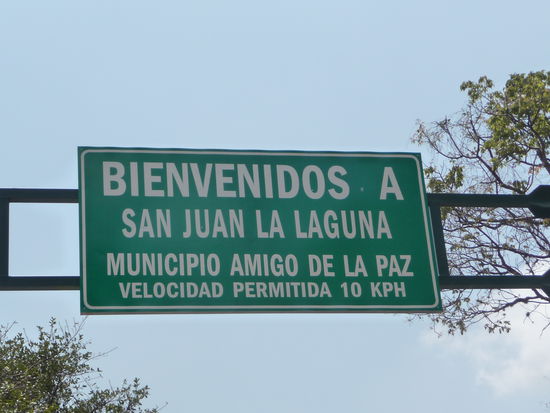 BIENVENIDOS A
SAN JUAN LA LAGUNA
MUNICIPIO AMIGO DE LA PAZ
VELOCIDAD PERMITIDA 10 KPH